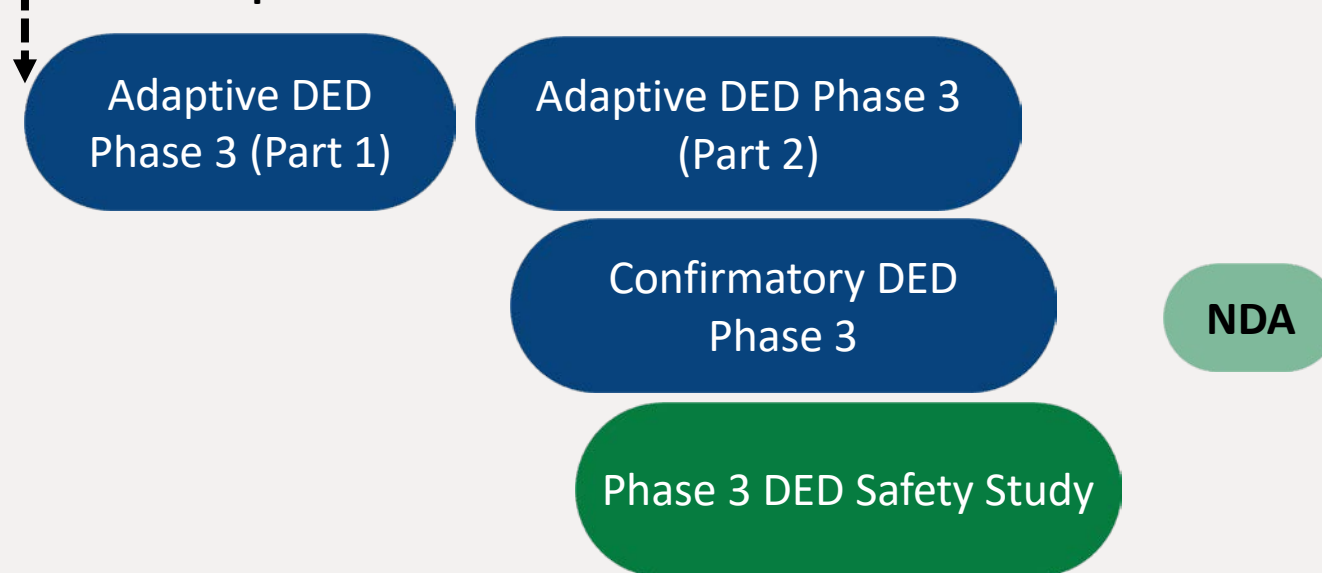 Adaptive DED
Phase 3 (Part 1)
Adaptive DED Phase 3
(Part 2)
Confirmatory DED
Phase 3
NDA
Phase 3 DED Safety Study